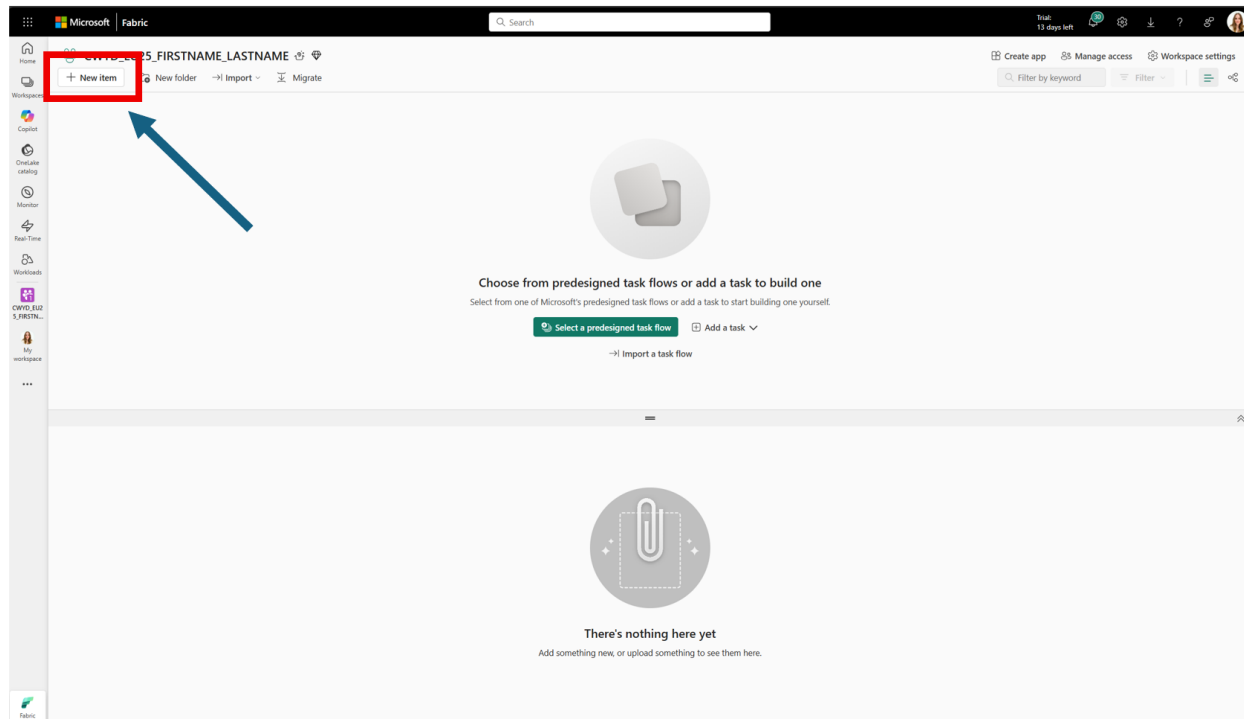 Microsoft Fabric
Search
Trial:
13 days left
30
Home
Workspaces
Copilot
OneLake
catalog
Monitor
Real-Time
Workloads
CWYD_EU2
5_FIRSTN...
My
workspace
Fabric
CWYD_EU25_FIRSTNAME_LASTNAME
Create app
Manage access
Workspace settings
New item
New folder
Import
Migrate
Filter by keyword
Filter
Choose from predesigned task flows or add a task to build one
Select from one of Microsoft's predesigned task flows or add a task to start building one yourself.
Select a predesigned task flow
Add a task
Import a task flow
There's nothing here yet
Add something new, or upload something to see them here.